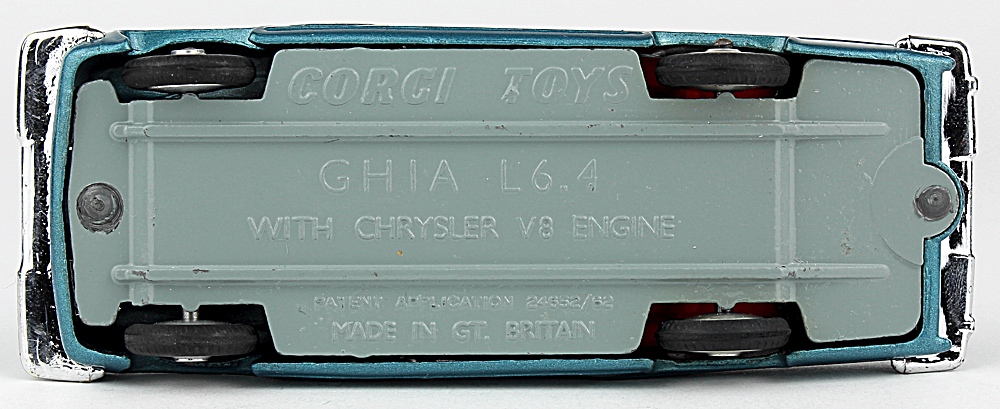 CORGI TOYS
GHIA L6.4
WITH CHRYSLER V8 ENGINE
PATENT APPLICATION 24652/62
MADE IN GT. BRITAIN